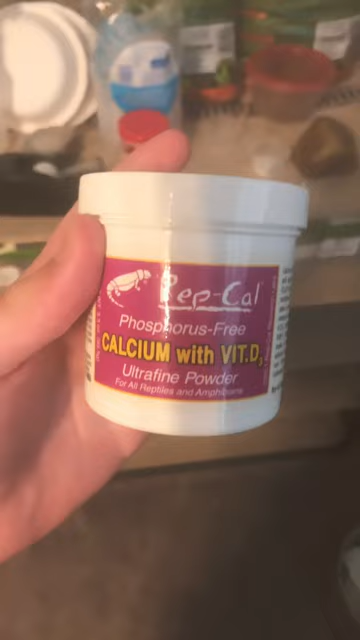 Rep-Cal
Phosphorus-Free
CALCIUM with VIT.D3
Ultrafine Powder
For All Reptiles and Amphibians